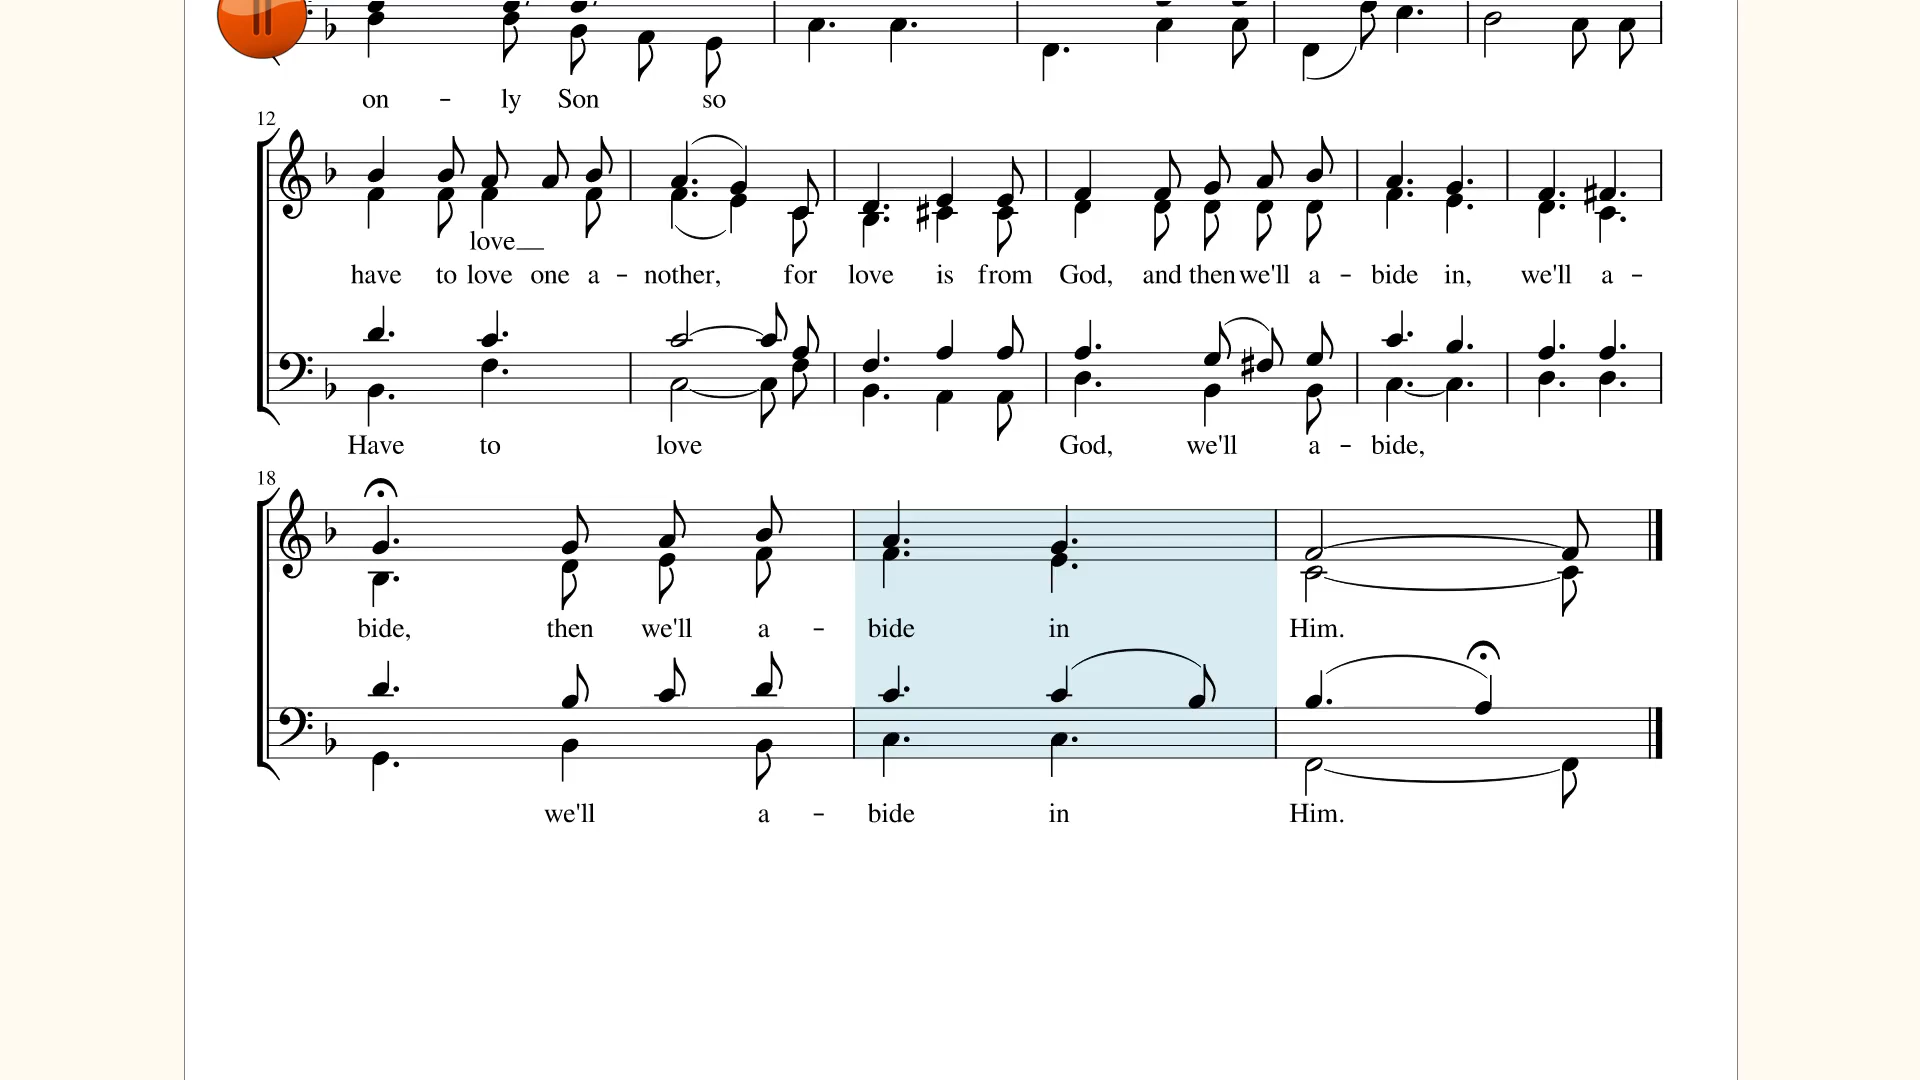 on – ly Son so
12
love
have to love one a – nother, for love is from God, and then we'll a – bide in, we'll a –
Have to love God, we'll a – bide,
18
bide, then we'll a – bide in Him.
we'll a – bide in Him.